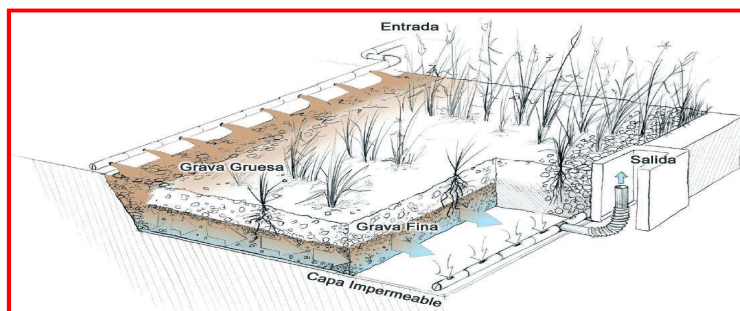 Entrada
Grava Gruesa
Salida
Grava Fina
Capa Impermeable